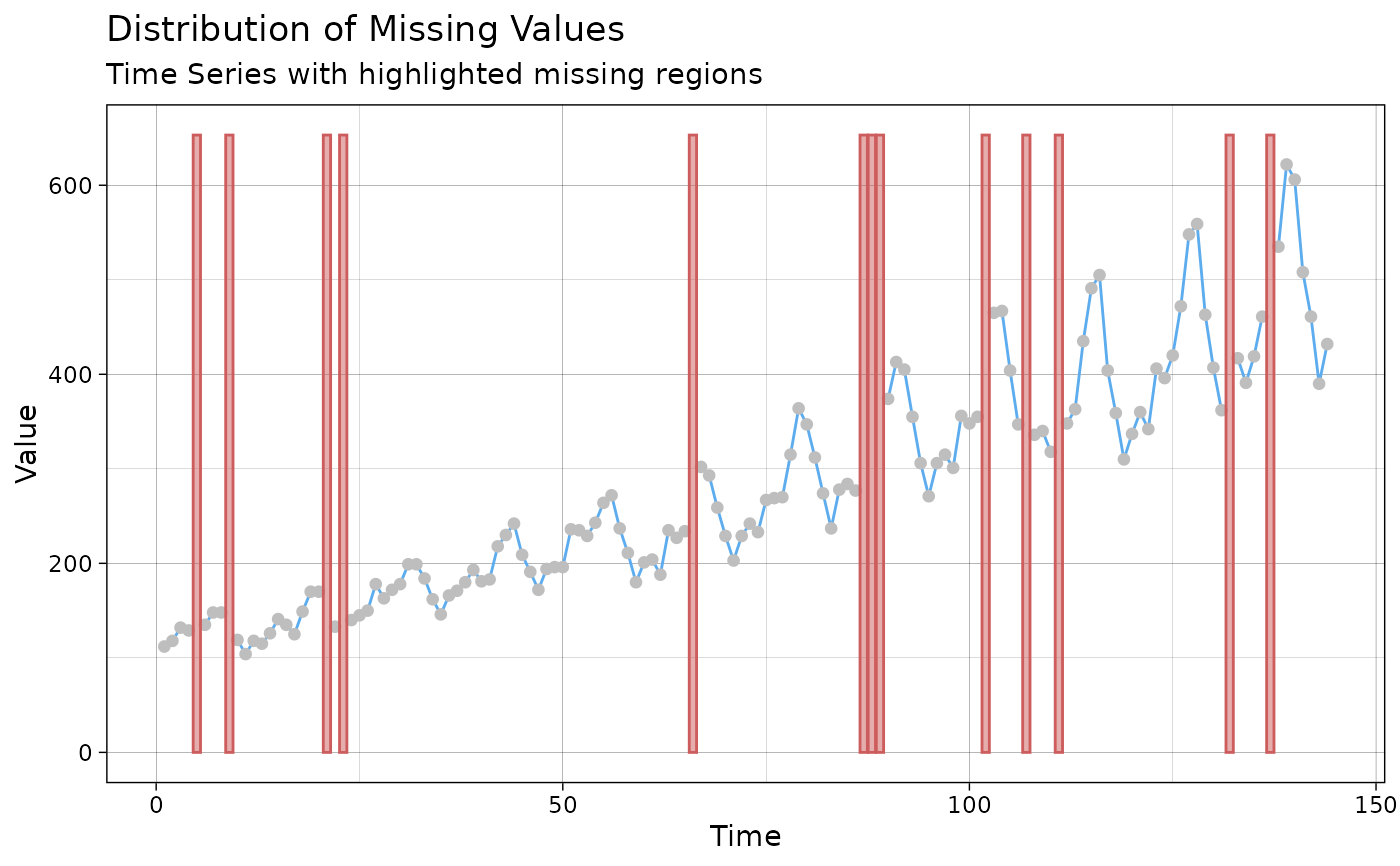 Distribution of Missing Values
Time Series with highlighted missing regions
Value
600
400
200
0
0 50 100 150
Time